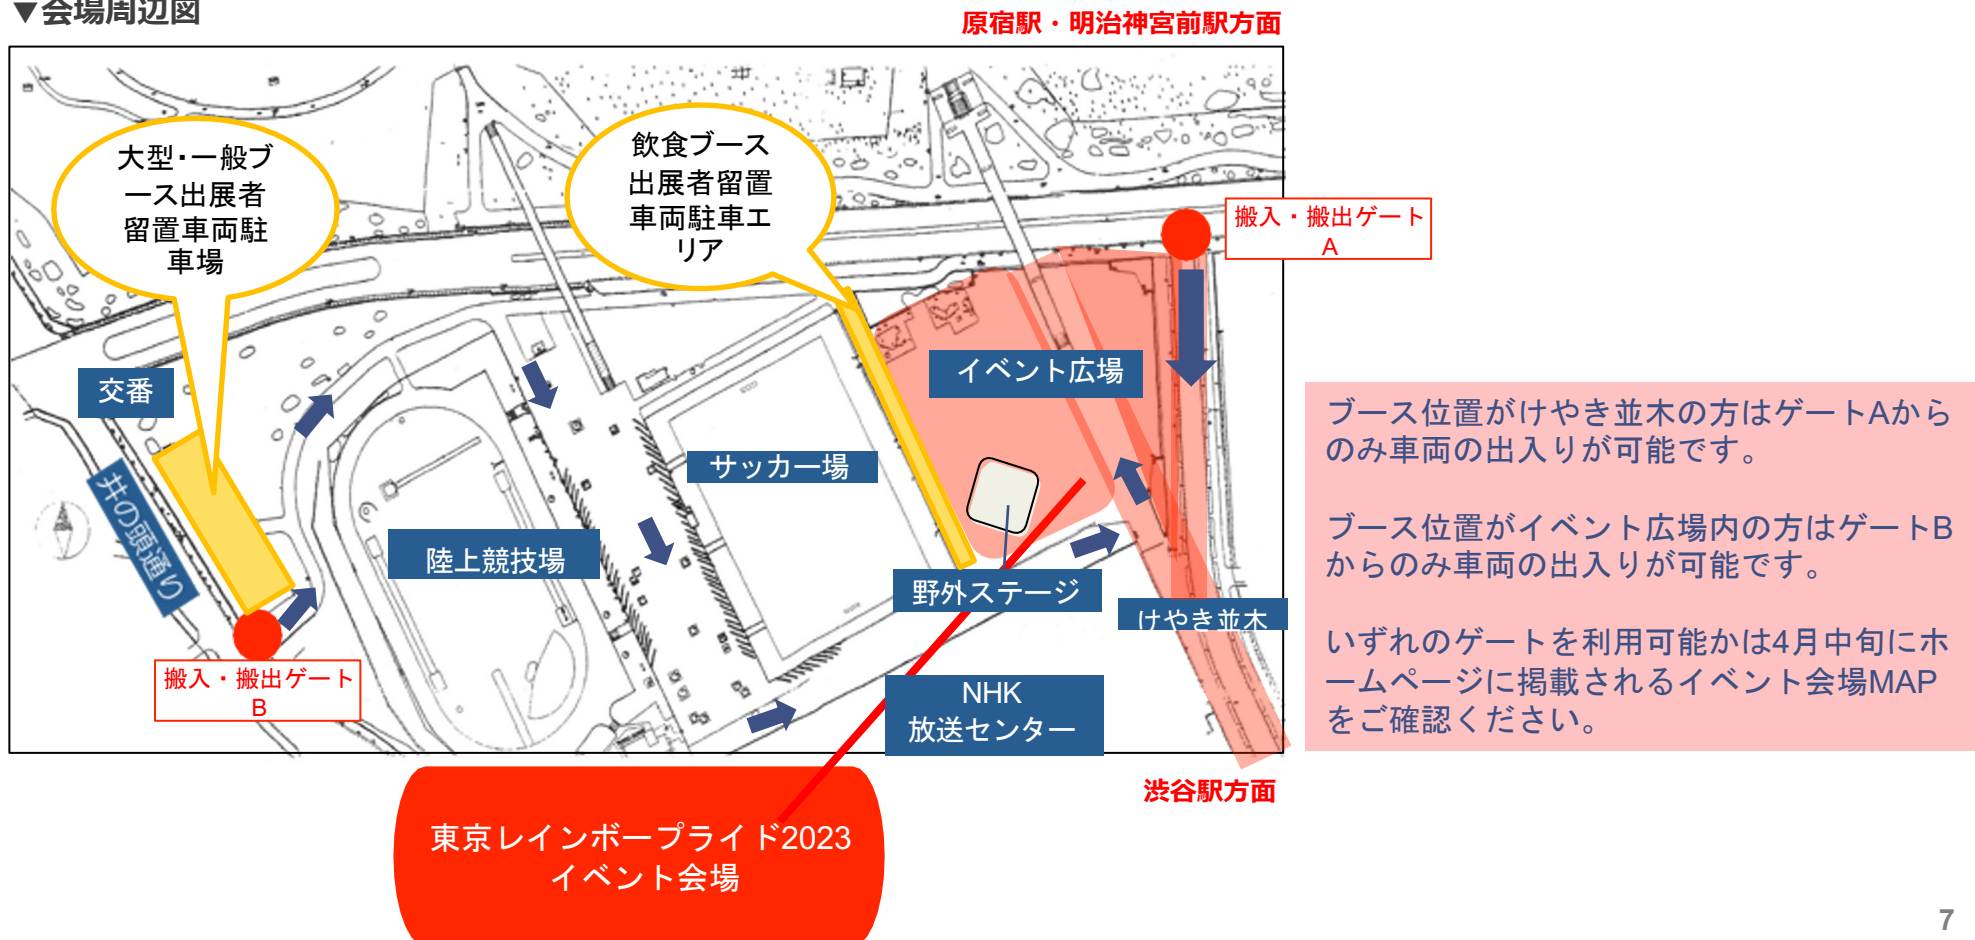 ▼会場周辺図
原宿駅・明治神宮前駅方面
大型・一般ブ
ース出展者
留置車両駐
車場
飲食ブース
出展者留置
車両駐車エ
リア
搬入・搬出ゲート
A
交番
イベント広場
サッカー場
井の頭通り
陸上競技場
野外ステージ
けやき並木
搬入・搬出ゲート
B
NHK
放送センター
渋谷駅方面
東京レインボープライド2023
イベント会場
ブース位置がけやき並木の方はゲートAから
のみ車両の出入りが可能です。
ブース位置がイベント広場内の方はゲートB
からのみ車両の出入りが可能です。
いずれのゲートを利用可能かは4月中旬にホ
ームページに掲載されるイベント会場MAP
をご確認ください。
7